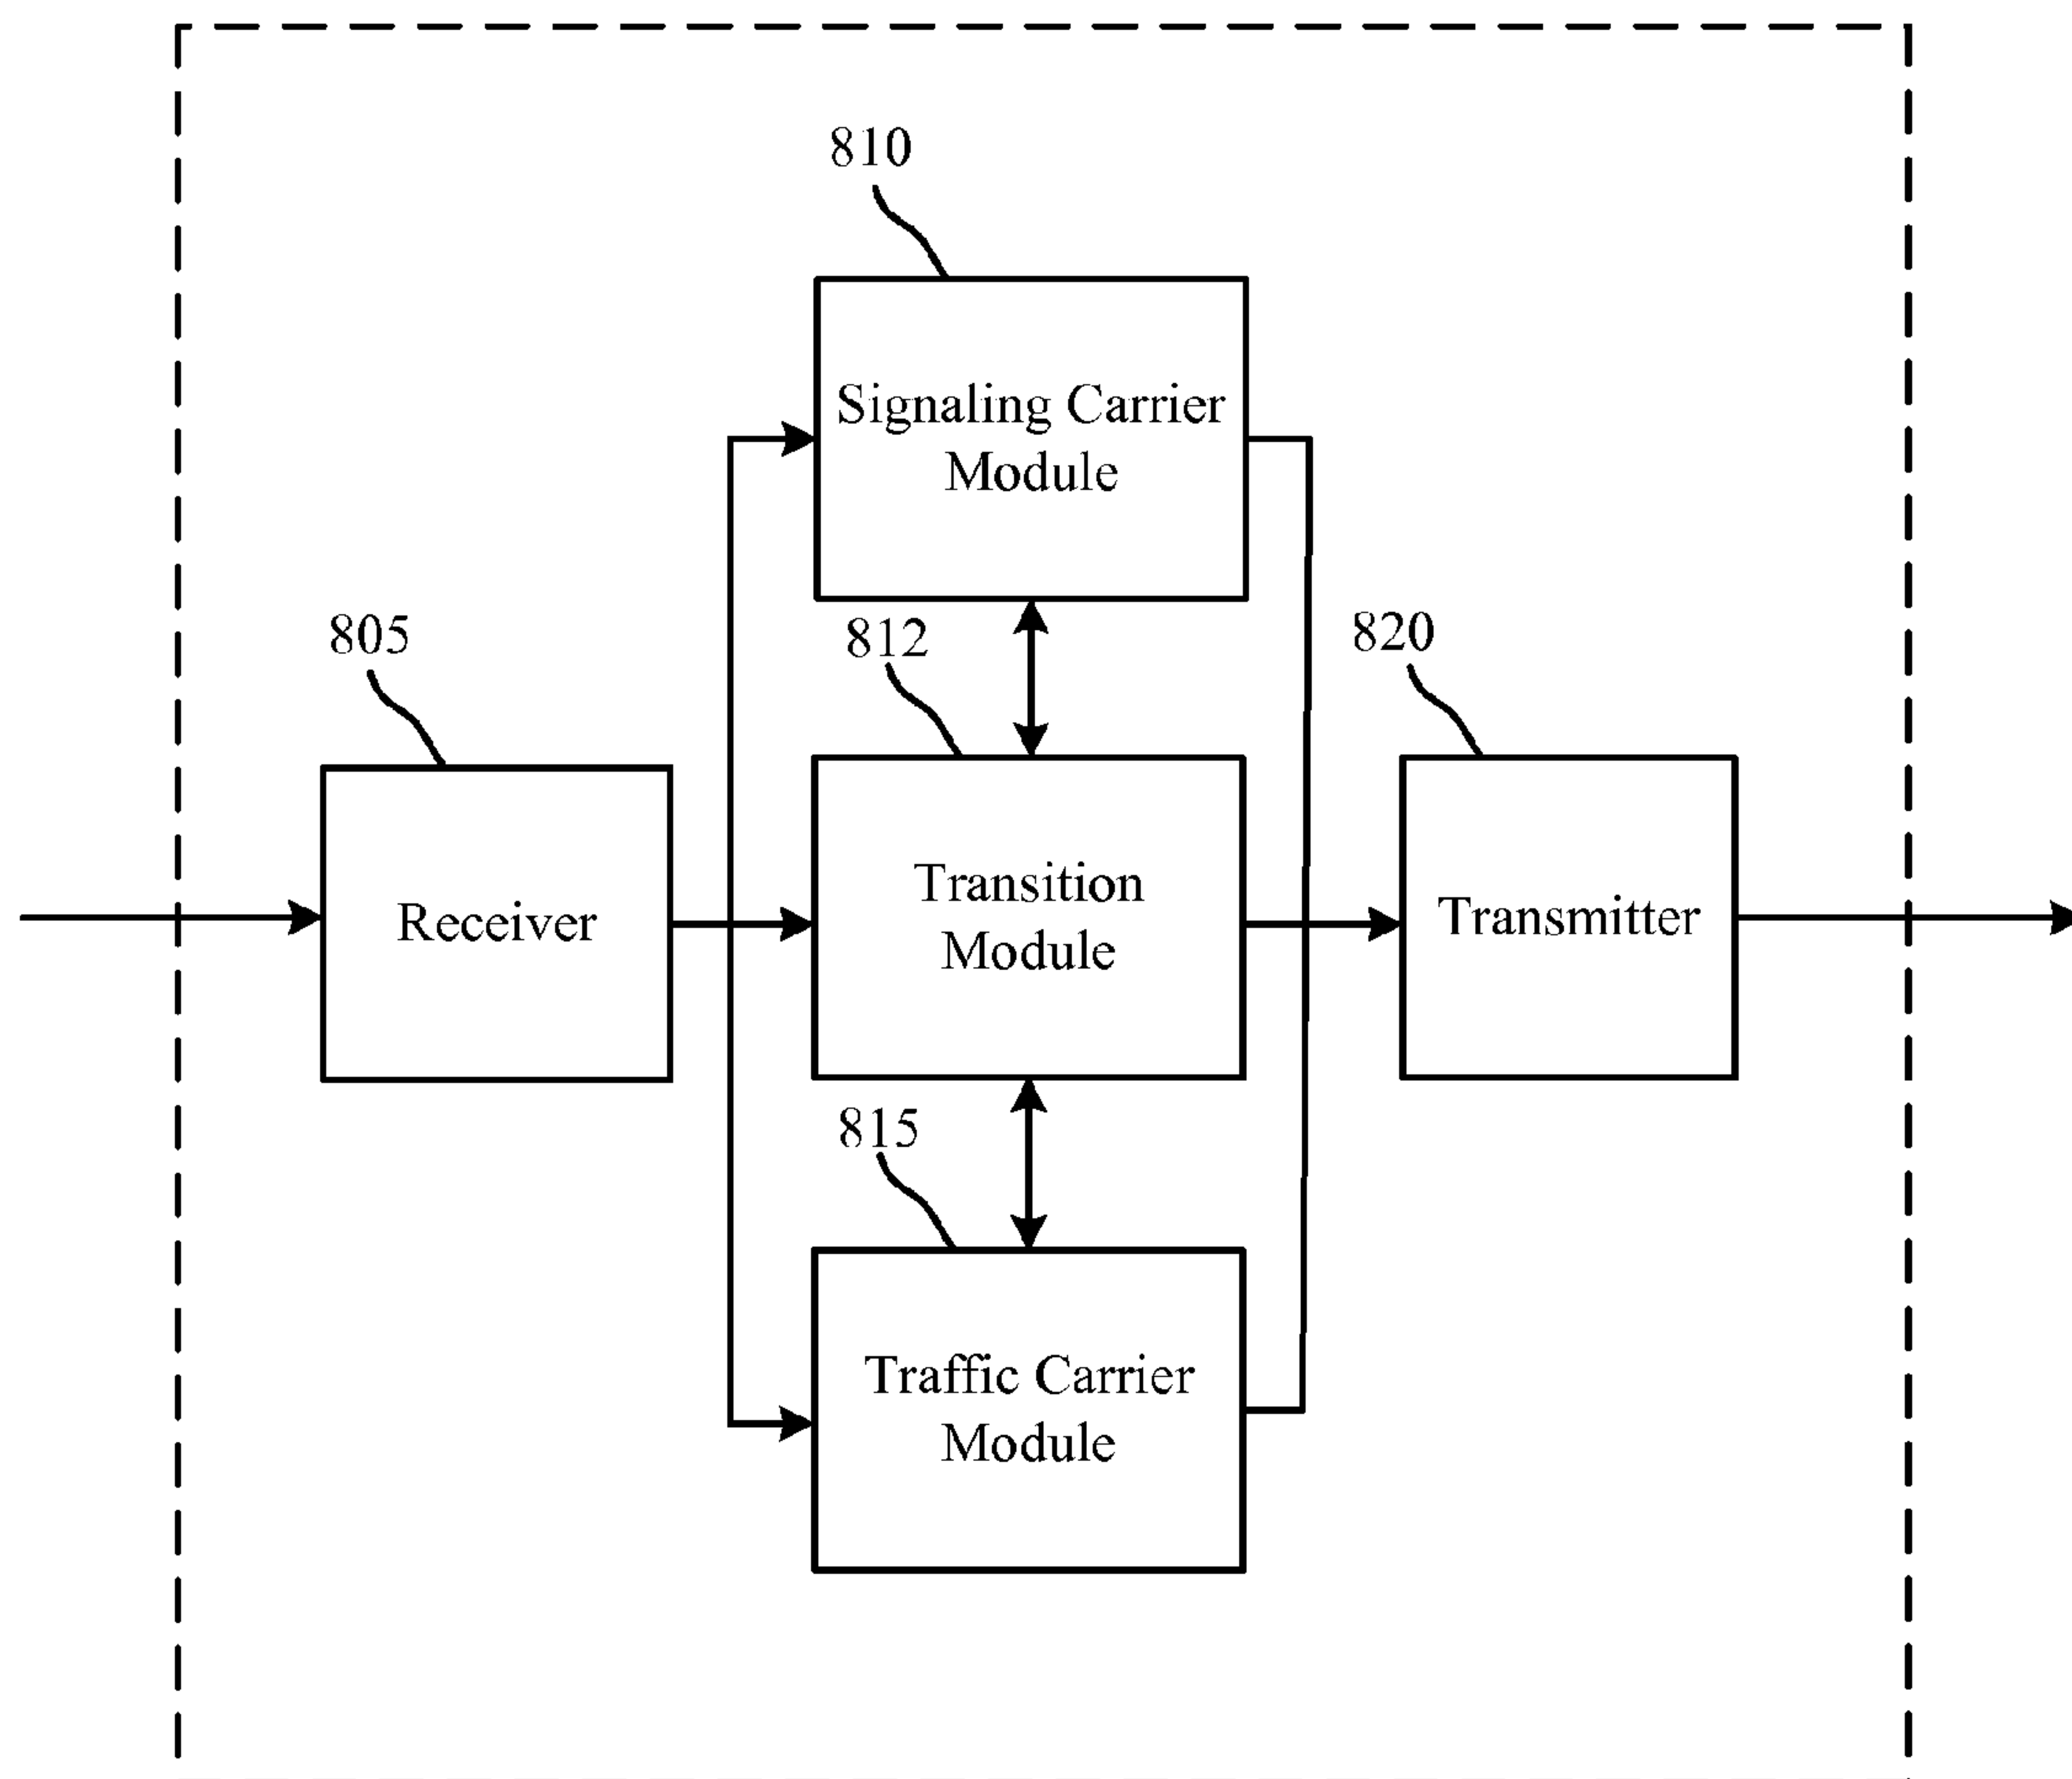 810
Signaling Carrier
Module
805
812
820
Receiver
Transition
Module
Transmitter
815
Traffic Carrier
Module